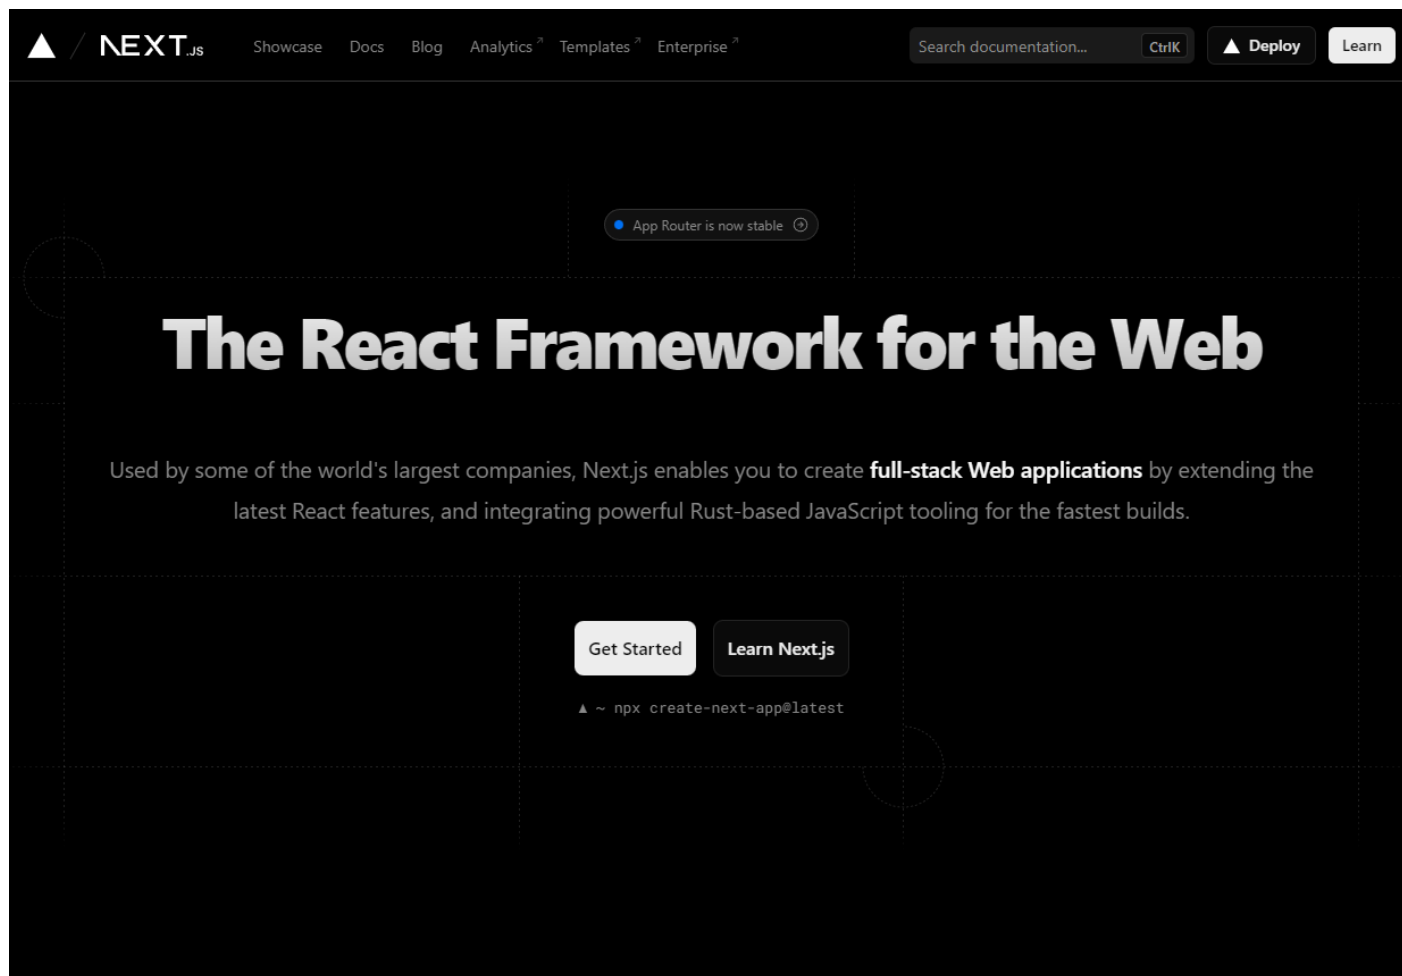 NEXT.JS
Showcase Docs Blog Analytics Templates Enterprise
Search documentation... CtrlK
Deploy
Learn
App Router is now stable
The React Framework for the Web
Used by some of the world's largest companies, Next.js enables you to create full-stack Web applications by extending the
latest React features, and integrating powerful Rust-based JavaScript tooling for the fastest builds.
Get Started
Learn Next.js
▲ ~ npx create-next-app@latest